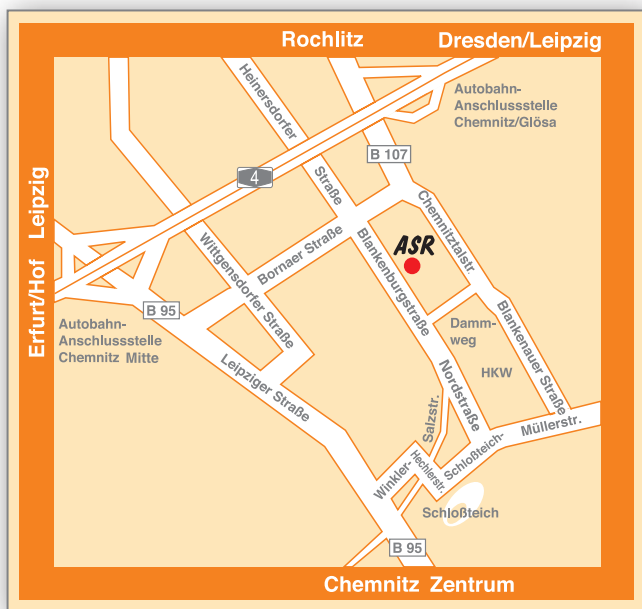 Rochlitz
Dresden/Leipzig
Heinersdorfer
Straße
Autobahn-
Anschlussstelle
Chemnitz/Glösa
B 107
4
Erfurt/Hof Leipzig
Chemnitztalstr.
Bornaer Straße
Wittgensdorfer Straße
Blankenburgstraße
ASR
B 95
Autobahn-
Anschlussstelle
Chemnitz Mitte
Leipziger Straße
Damm-
weg
HKW
Blankenauer Straße
Nordstraße
Salzstr.
Müllerstr.
Schloßteich-
Hechlerstr.
Winkler-
Schloßteich
B 95
Chemnitz Zentrum